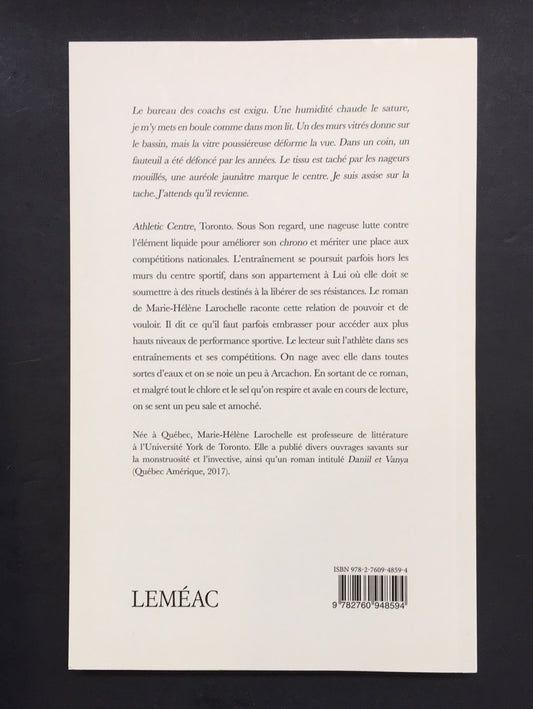 Le bureau des coachs est exigu. Une humidité chaude le sature,
je m'y mets en boule comme dans mon lit. Un des murs vitrés donne sur
le bassin, mais la vitre poussiéreuse déforme la vue. Dans un coin, un
fauteuil a été défoncé par les années. Le tissu est taché par les nageurs
mouillés, une auréole jaunâtre marque le centre. Je suis assise sur la
tache. J'attends qu'il revienne.
Athletic Centre, Toronto. Sous Son regard, une nageuse lutte contre
l'élément liquide pour améliorer son chrono et mériter une place aux
compétitions nationales. L'entraînement se poursuit parfois hors les
murs du centre sportif, dans son appartement à Lui où elle doit se
soumettre à des rituels destinés à la libérer de ses résistances. Le roman
de Marie-Hélène Larochelle raconte cette relation de pouvoir et de
vouloir. Il dit ce qu'il faut parfois embrasser pour accéder aux plus
hauts niveaux de performance sportive. Le lecteur suit l'athlète dans ses
entraînements et ses compétitions. On nage avec elle dans toutes
sortes d'eaux et on se noie un peu à Arcachon. En sortant de ce roman,
et malgré tout le chlore et le sel qu'on respire et avale en cours de lecture,
on se sent un peu sale et amoché.
Née à Québec, Marie-Hélène Larochelle est professeure de littérature
à l'Université York de Toronto. Elle a publié divers ouvrages savants sur
la monstruosité et l'invective, ainsi qu'un roman intitulé Daniil et Vanya
(Québec Amérique, 2017).
ISBN 978-2-7609-4859-4
9 782760 948594
LEMÉAC